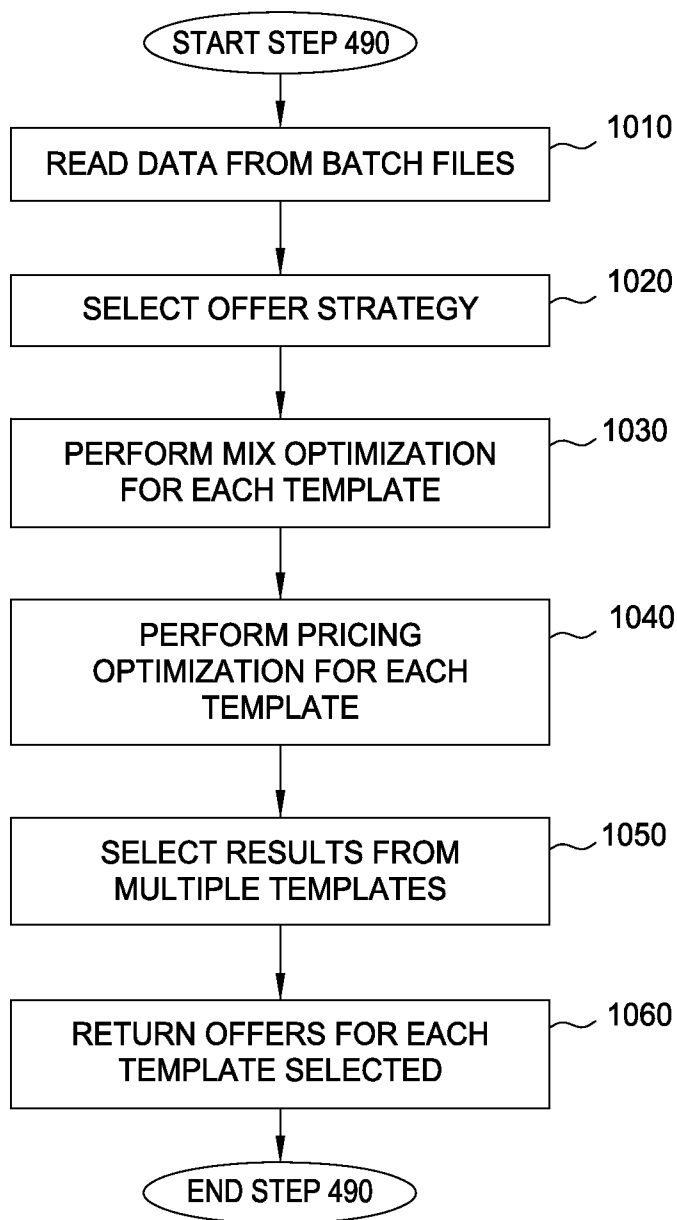 START STEP 490
1010
READ DATA FROM BATCH FILES
1020
SELECT OFFER STRATEGY
1030
PERFORM MIX OPTIMIZATION
FOR EACH TEMPLATE
1040
PERFORM PRICING
OPTIMIZATION FOR EACH
TEMPLATE
1050
SELECT RESULTS FROM
MULTIPLE TEMPLATES
1060
RETURN OFFERS FOR EACH
TEMPLATE SELECTED
END STEP 490